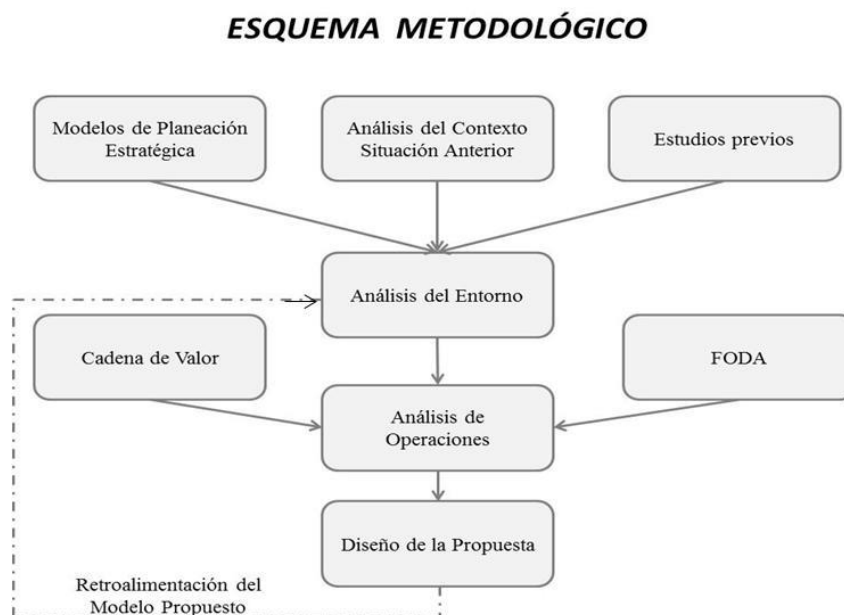 ESQUEMA METODOLÓGICO
Modelos de Planeación
Estratégica
Análisis del Contexto
Situación Anterior
Estudios previos
Análisis del Entorno
Cadena de Valor
FODA
Análisis de
Operaciones
Diseño de la Propuesta
Retroalimentación del
Modelo Propuesto